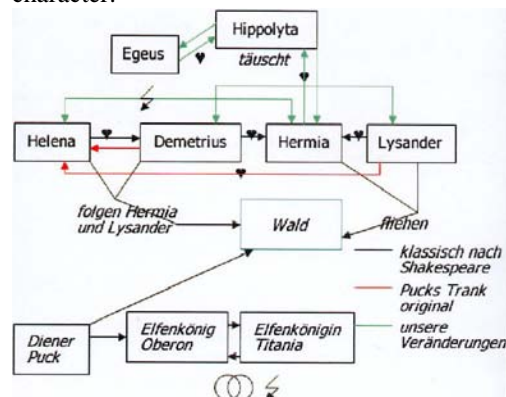 character.
Hippolyta
Egeus
täuscht
Helena
Demetrius
Hermia
Lysander
folgen Hermia
und Lysander
Wald
fliehen
klassisch nach
Shakespeare
Pucks Trank
original
unsere
Veränderungen
Diener
Puck
Elfenkönig
Oberon
Elfenkönigin
Titania